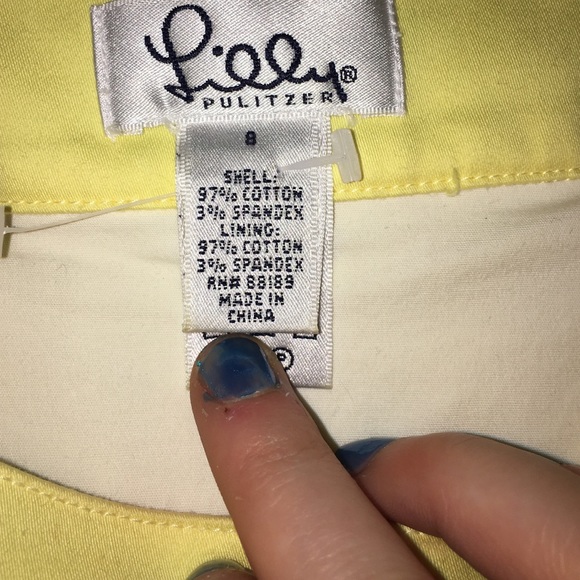 Lilly®
PULITZER
8
SHELL:
97% COTTON
3% SPANDEX
LINING:
97% COTTON
3% SPANDEX
RN# 88189
MADE IN
CHINA